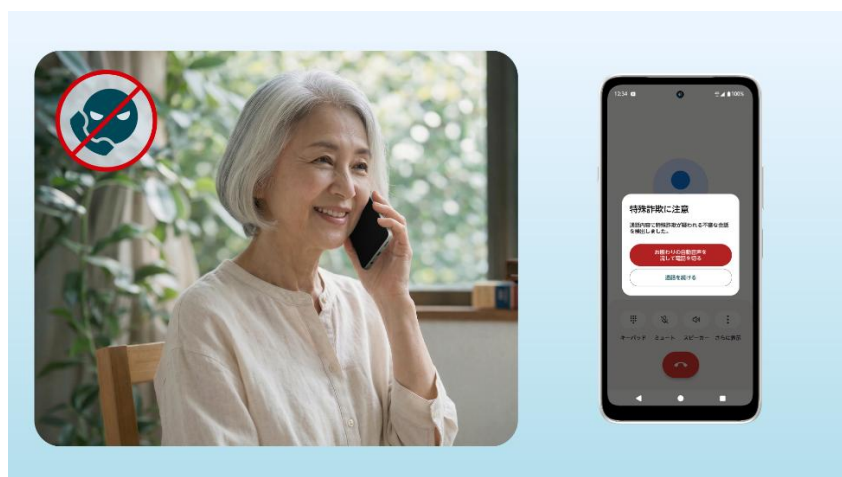 13:34
100%
特殊詐欺に注意
通話内容に特殊詐欺が疑われる不審な会話
を検出しました。
お断わりの自動音声を
流して電話を切る
通話を続ける
キーパッド ミュート スピーカー さらに表示